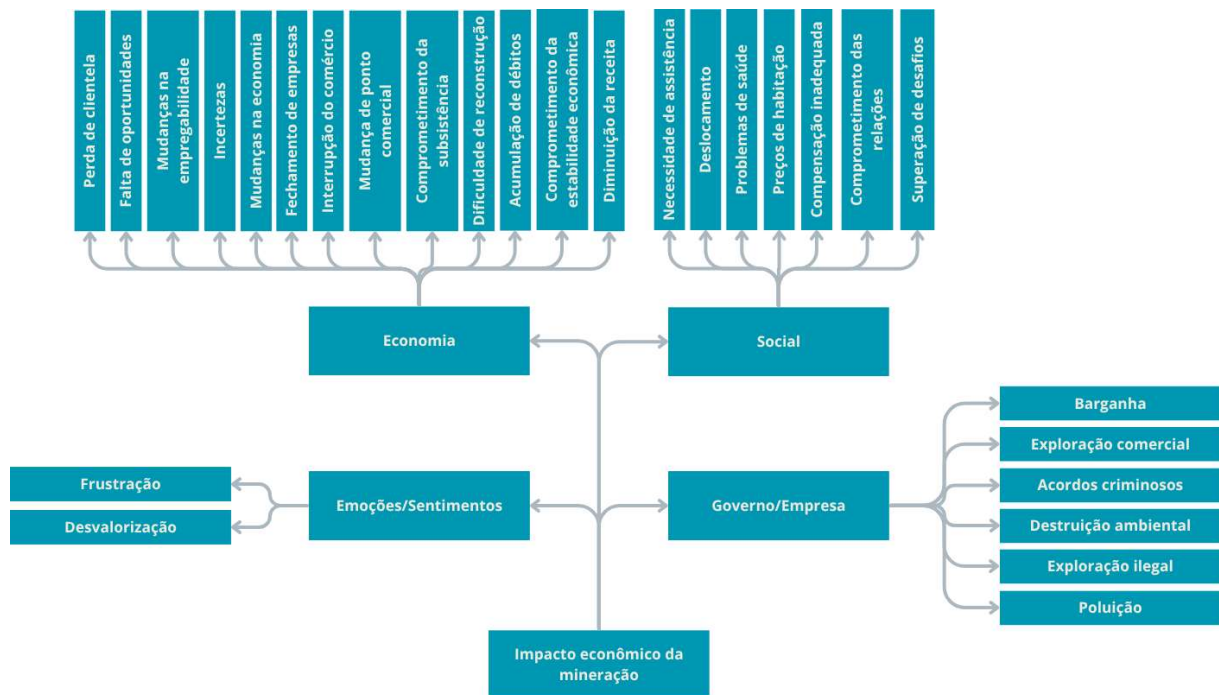 Perda de clientela
Falta de oportunidades
Mudanças na
empregabilidade
Incertezas
Mudanças na economia
Fechamento de empresas
Interrupção do comércio
Mudança de ponto
comercial
Comprometimento da
subsistência
Dificuldade de reconstrução
Acumulação de débitos
Comprometimento da
estabilidade econômica
Diminuição da receita
Necessidade de assistência
Deslocamento
Problemas de saúde
Preços de habitação
Compensação inadequada
Comprometimento das
relações
Superação de desafios
Economia
Social
Barganha
Exploração comercial
Acordos criminosos
Destruição ambiental
Exploração ilegal
Poluição
Frustração
Desvalorização
Emoções/Sentimentos
Governo/Empresa
Impacto econômico da
mineração